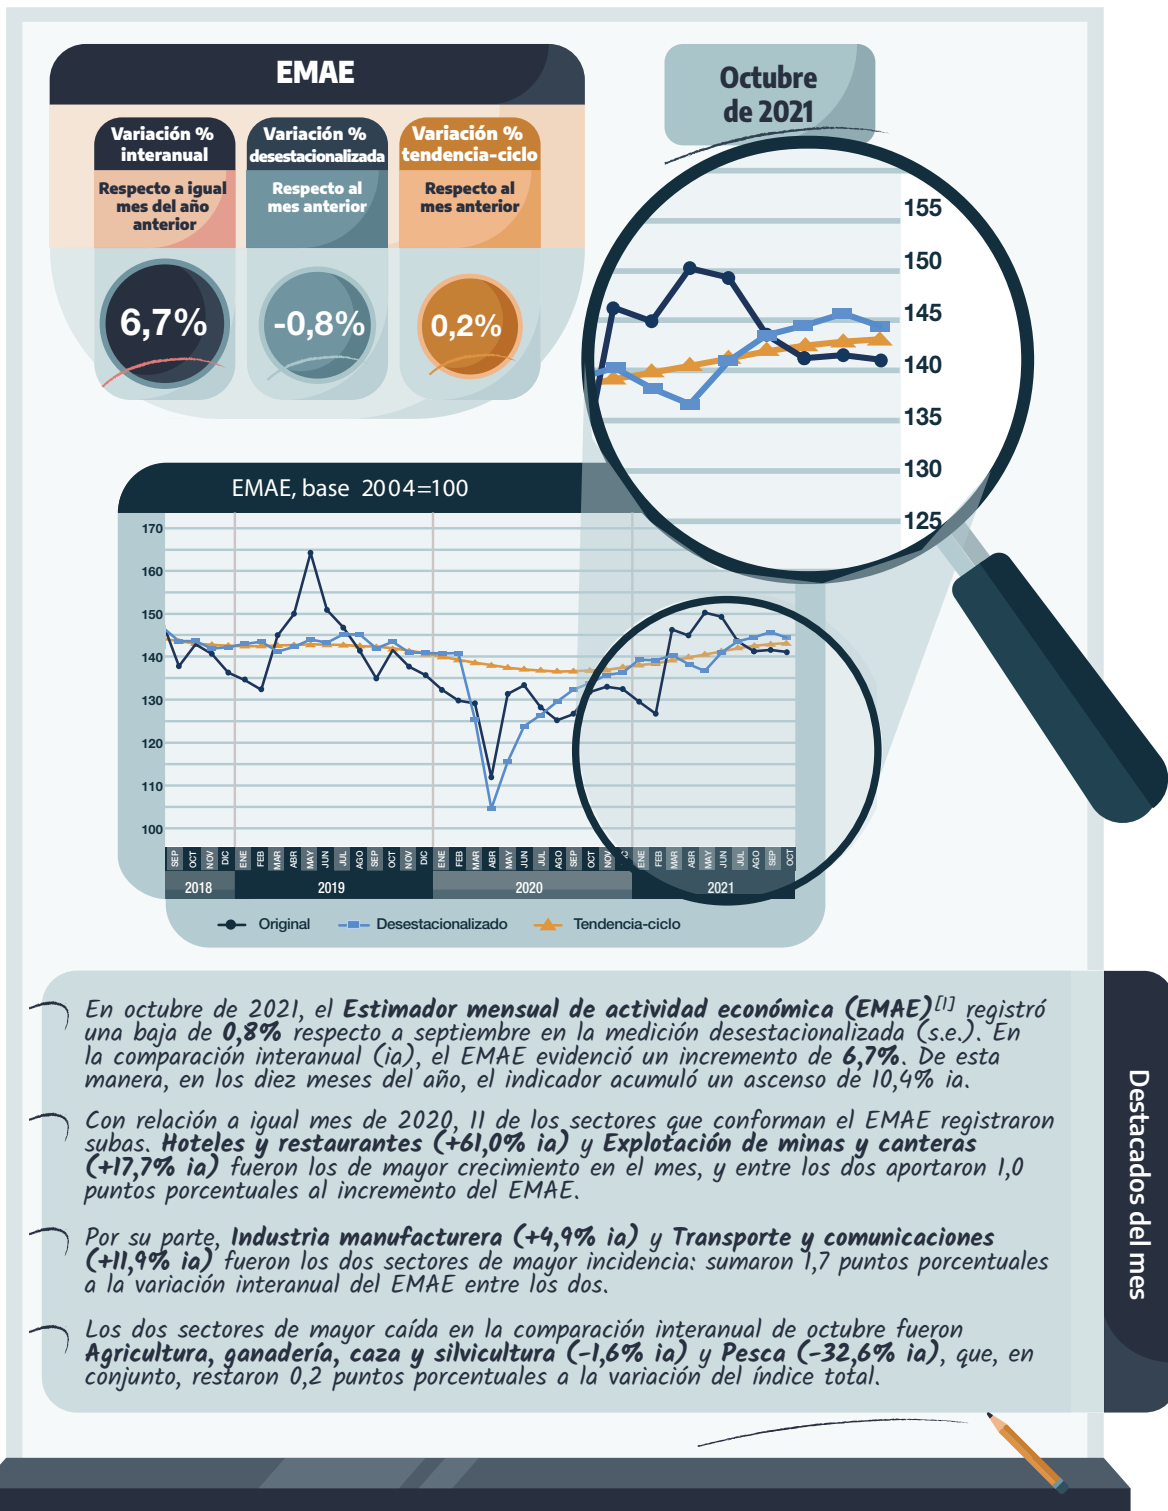 EMAE
Octubre
de 2021
Variación %
interanual
Respecto a igual
mes del año
anterior
6,7%
Variación %
desestacionalizada
Respecto al
mes anterior
-0,8%
Variación %
tendencia-ciclo
Respecto al
mes anterior
0,2%
155
150
145
140
135
130
125
EMAE, base 2004=100
170
160
150
140
130
120
110
100
SEP OCT NOV DIC ENE FEB MAR ABR MAY JUN JUL AGO SEP OCT NOV DIC ENE FEB MAR ABR MAY JUN JUL AGO SEP OCT NOV ENE FEB MAR ABR MAY JUN JUL AGO SEP OCT
2018 2019 2020 2021
Original Desestacionalizado Tendencia-ciclo
En octubre de 2021, el Estimador mensual de actividad económica (EMAE)[1] registró
una baja de 0,8% respecto a septiembre en la medición desestacionalizada (s.e.). En
la comparación interanual (ia), el EMAE evidenció un incremento de 6,7%. De esta
manera, en los diez meses del año, el indicador acumuló un ascenso de 10,4% ia.
Con relación a igual mes de 2020, 11 de los sectores que conforman el EMAE registraron
subas. Hoteles y restaurantes (+61,0% ia) y Explotación de minas y canteras
(+17,7% ia) fueron los de mayor crecimiento en el mes, y entre los dos aportaron 1,0
puntos porcentuales al incremento del EMAE.
Por su parte, Industria manufacturera (+4,9% ia) y Transporte y comunicaciones
(+11,9% ia) fueron los dos sectores de mayor incidencia: sumaron 1,7 puntos porcentuales
a la variación interanual del EMAE entre los dos.
Los dos sectores de mayor caída en la comparación interanual de octubre fueron
Agricultura, ganadería, caza y silvicultura (-1,6% ia) y Pesca (-32,6% ia), que, en
conjunto, restaron 0,2 puntos porcentuales a la variación del índice total.
Destacados del mes